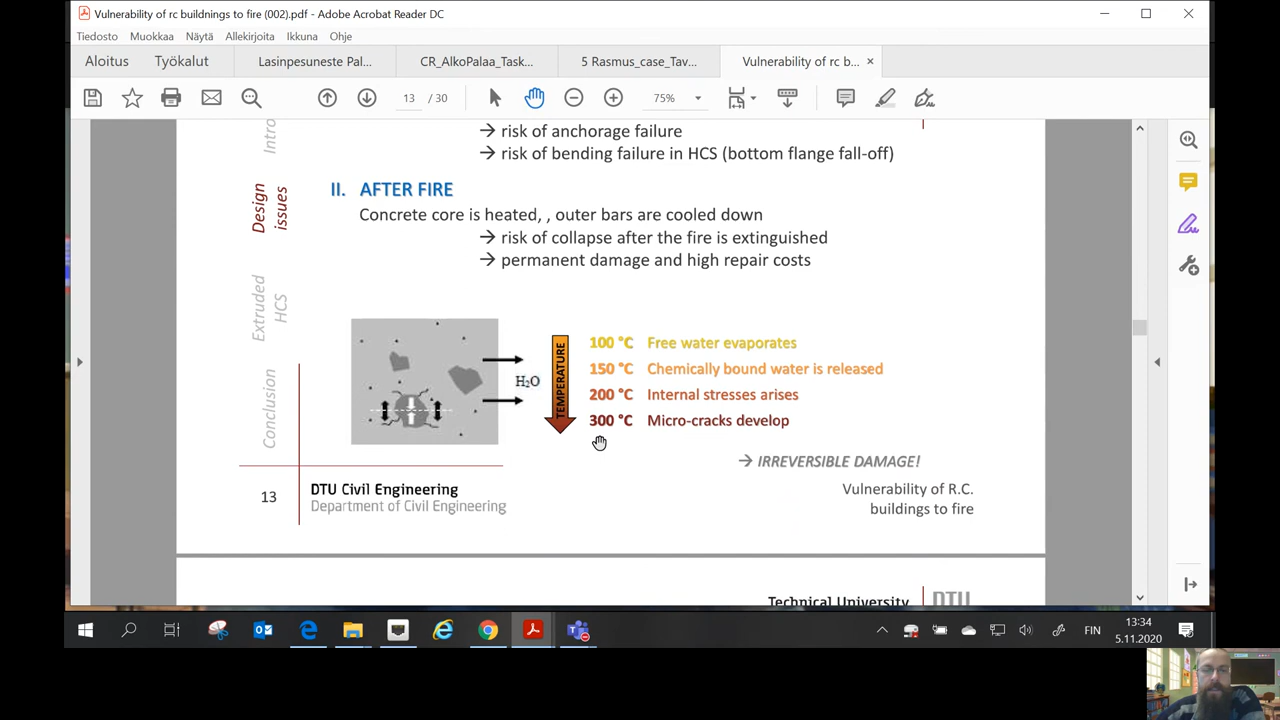 Vulnerability of rc buildnings to fire (002).pdf - Adobe Acrobat Reader DC
Tiedosto Muokkaa Näytä Allekirjoita Ikkuna Ohje
Aloitus Työkalut Lasinpesuneste Pal... CR_AlkoPalaa_Task... 5 Rasmus_case_Tav... Vulnerability of rc b...
13 / 30 75%
→ risk of anchorage failure
→ risk of bending failure in HCS (bottom flange fall-off)
Intro
Design
issues
Extruded
HCS
Conclusion
II. AFTER FIRE
Concrete core is heated, , outer bars are cooled down
→ risk of collapse after the fire is extinguished
→ permanent damage and high repair costs
H₂O
TEMPERATURE
100 °C Free water evaporates
150 °C Chemically bound water is released
200 °C Internal stresses arises
300 °C Micro-cracks develop
→ IRREVERSIBLE DAMAGE!
13
DTU Civil Engineering
Department of Civil Engineering
Vulnerability of R.C.
buildings to fire
Technical University
DTU
FIN
13:34
5.11.2020